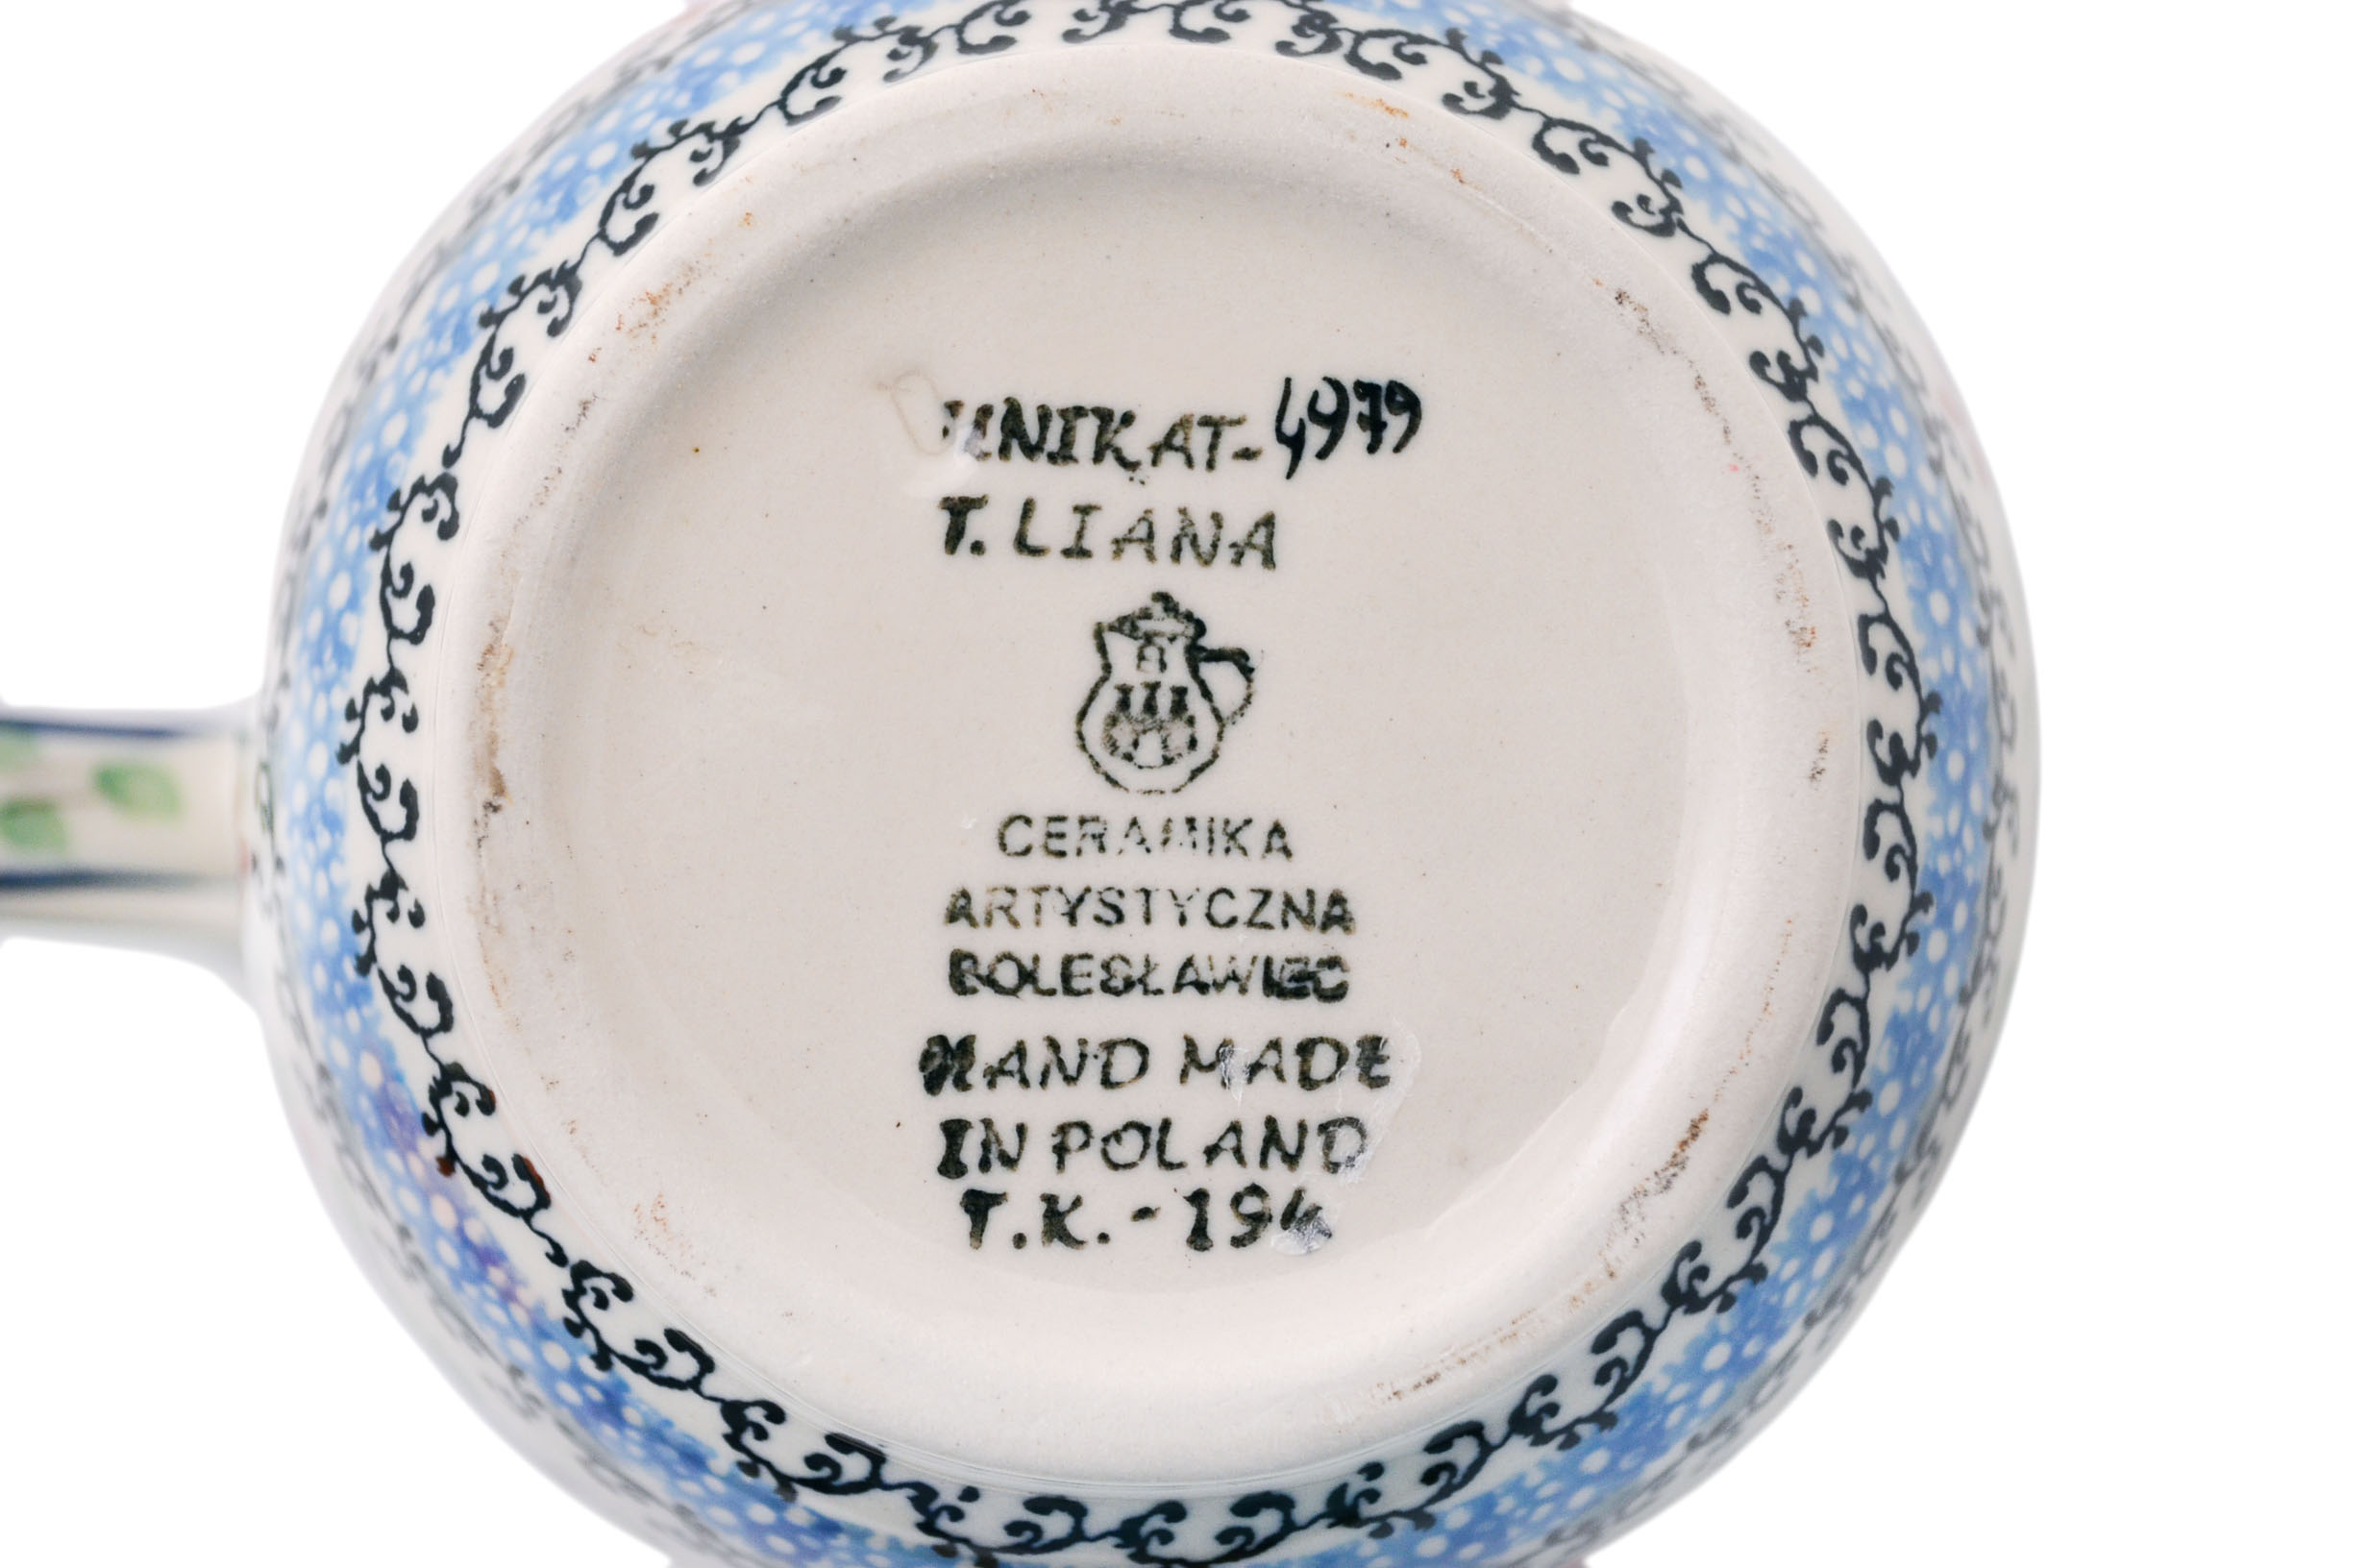 UNIKAT-4979
T. LIANA
CERAMIKA
ARTYSTYCZNA
BOLESŁAWIEC
HAND MADE
IN POLAND
T.K.-194